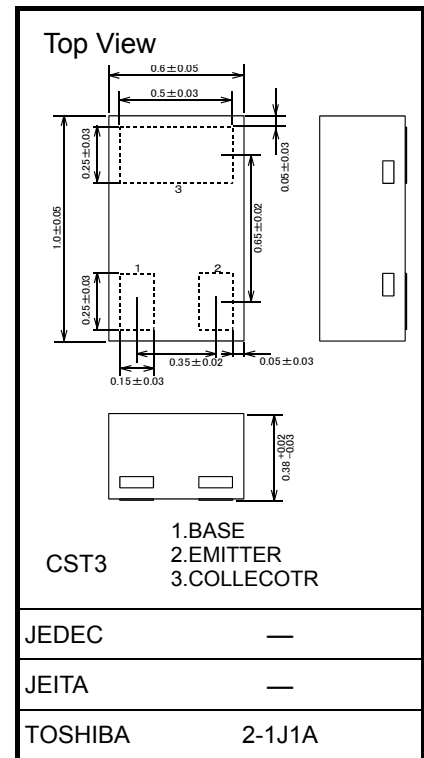 Top View
0.6±0.05
0.5±0.03
0.25±0.03
0.05±0.03
3
1.0±0.05
0.65±0.02
1
2
0.25±0.03
0.35±0.02
0.05±0.03
0.15±0.03
0.38 +0.02 -0.03
CST3
1.BASE
2.EMITTER
3.COLLECOTR
JEDEC —
JEITA —
TOSHIBA 2-1J1A